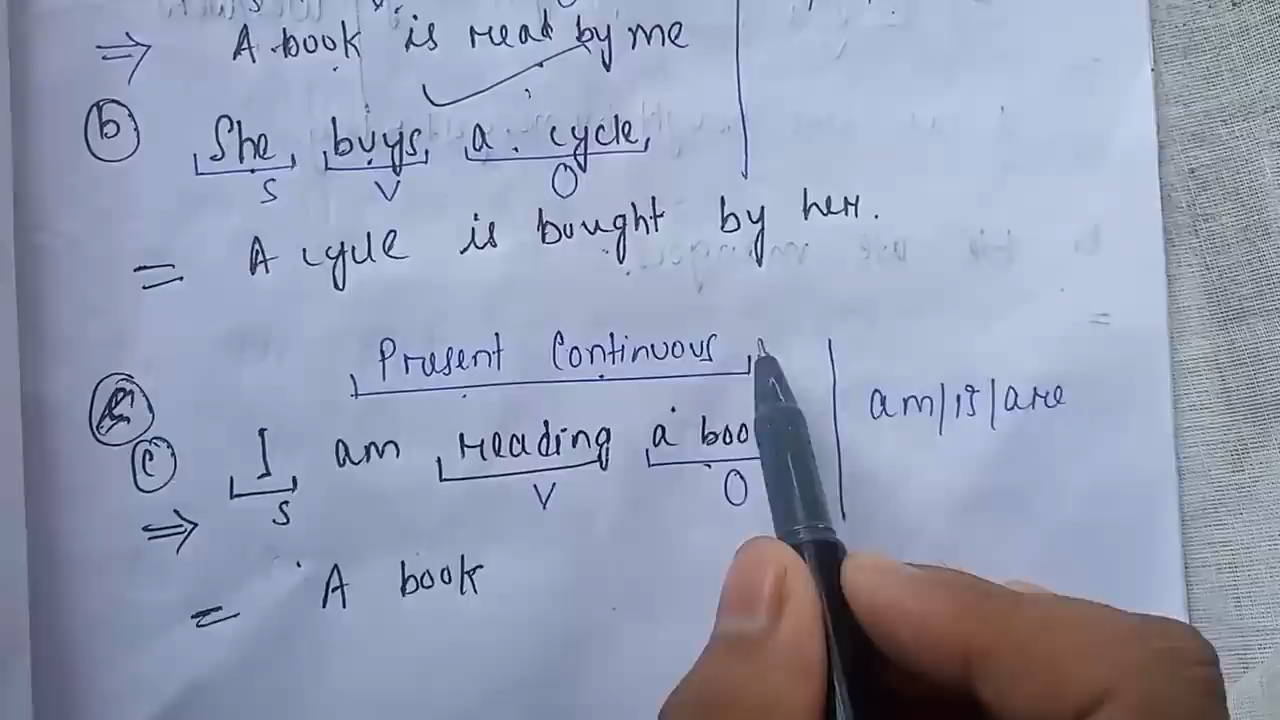 ⇒ A book is read by me
(b) She buys a cycle,
S V O
= A cycle is bought by her.
Present Continuous
am/is/are
(c) I am reading a boo
S V O
⇒
= A book